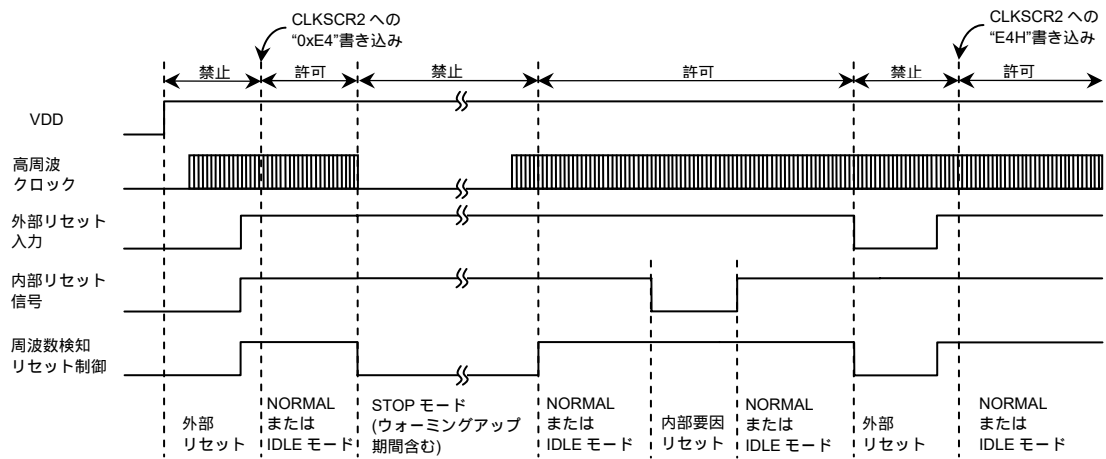 CLKSCR2 への
“0xE4”書き込み
CLKSCR2 への
“E4H”書き込み
禁止
許可
禁止
許可
禁止
許可
VDD
高周波
クロック
外部リセット
入力
内部リセット
信号
周波数検知
リセット制御
外部
リセット
NORMAL
または
IDLE モード
STOP モード
(ウォーミングアップ
期間含む)
NORMAL
または
IDLE モード
内部要因
リセット
NORMAL
または
IDLE モード
外部
リセット
NORMAL
または
IDLE モード